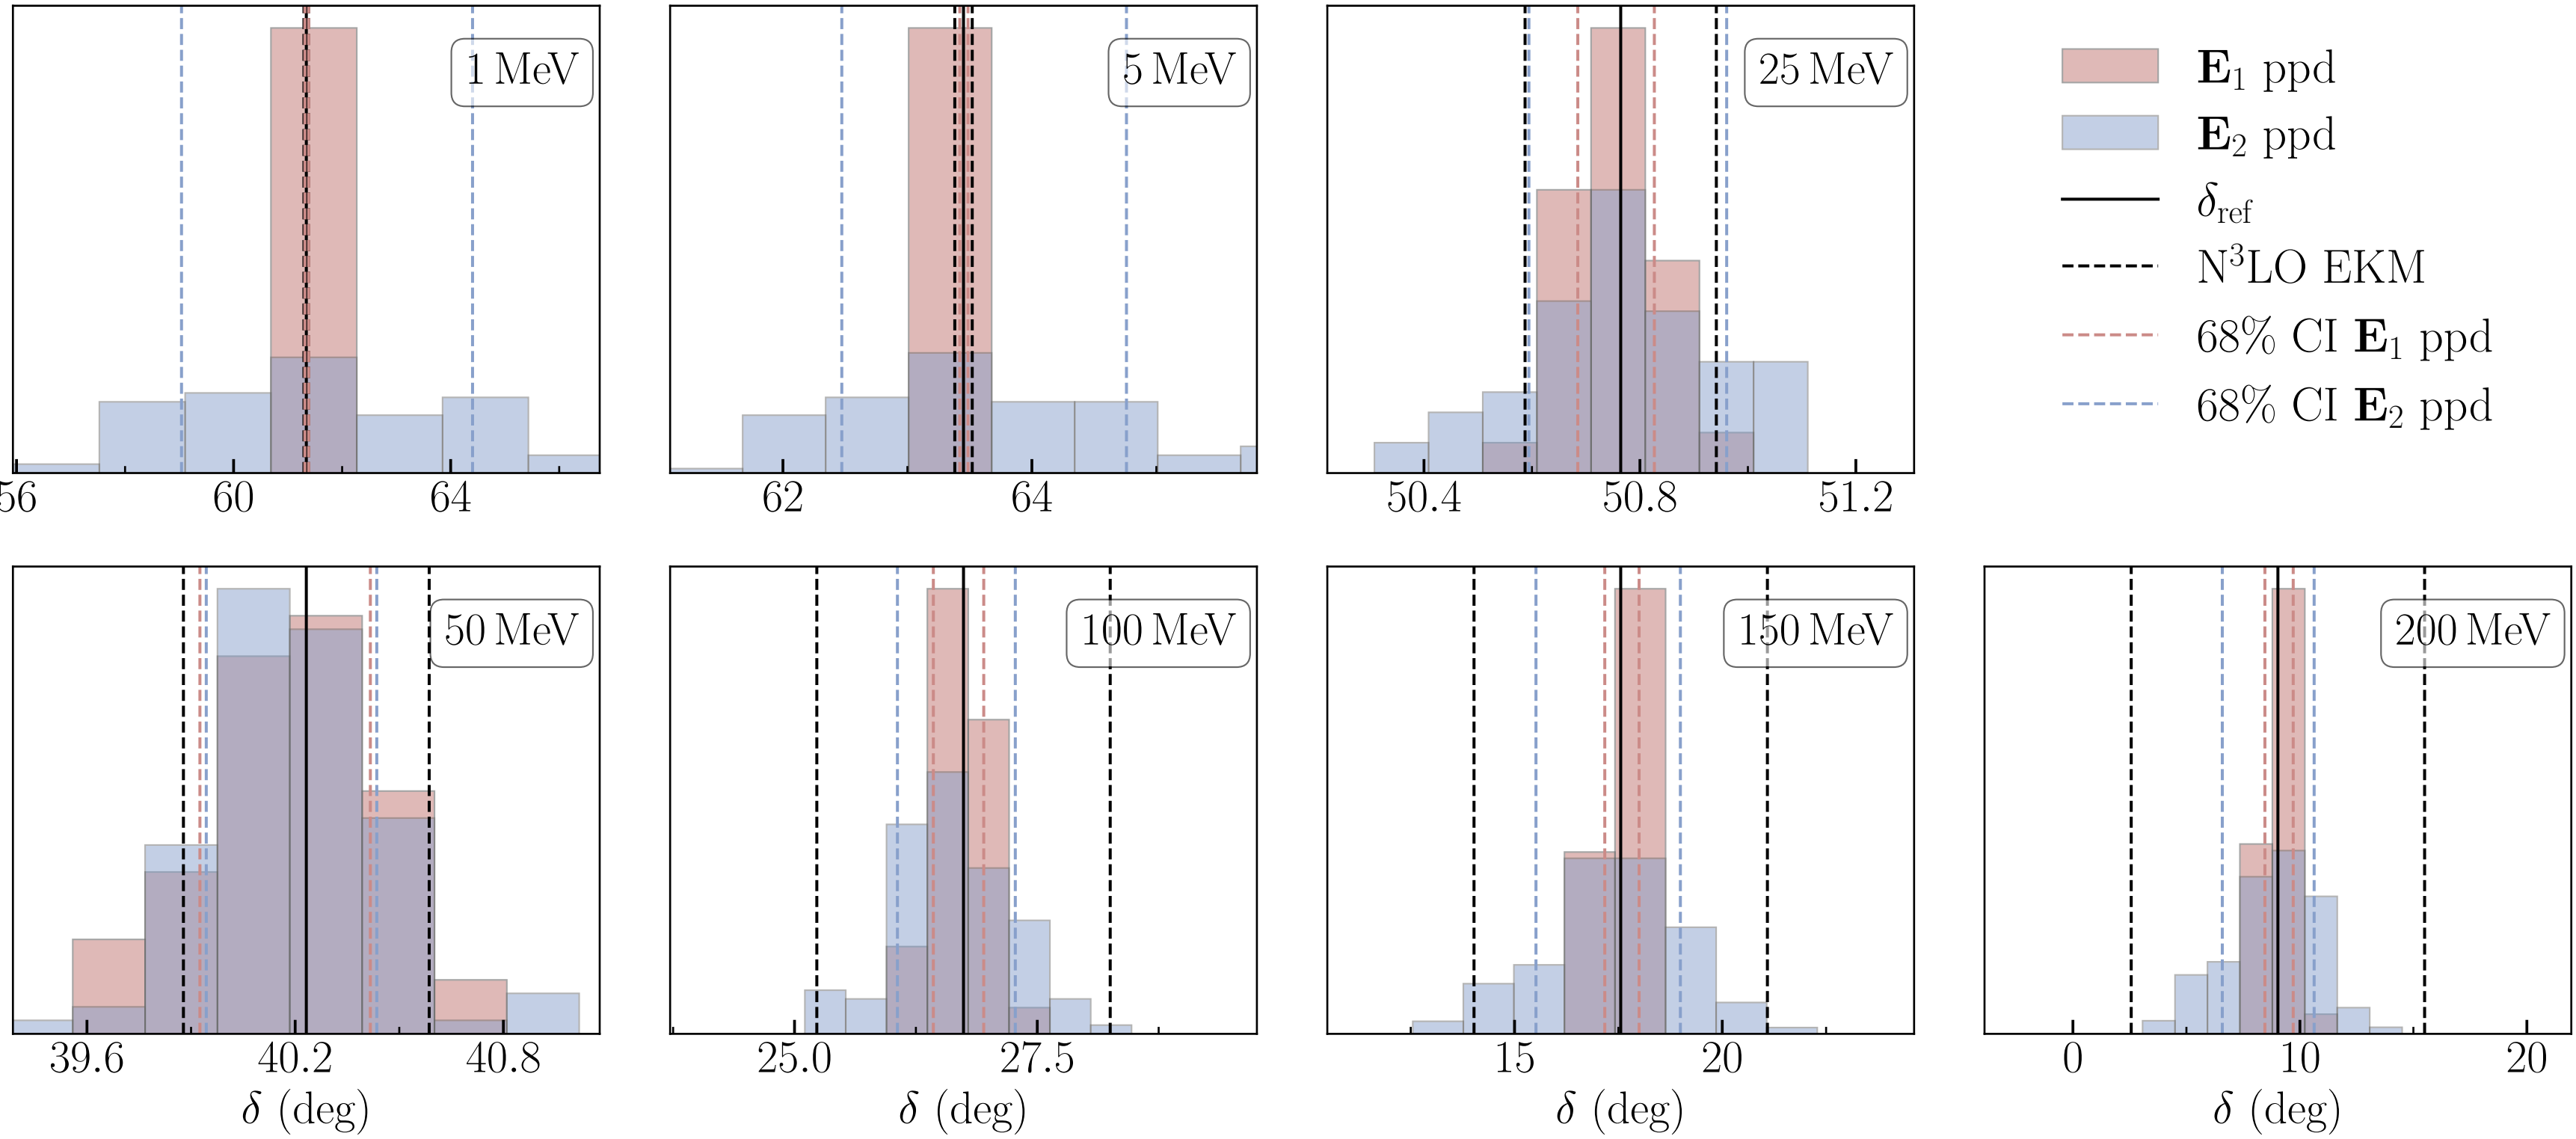 1 MeV
56 60 64
5 MeV
62 64
25 MeV
50.4 50.8 51.2
𝐄₁ ppd
𝐄₂ ppd
δ_ref
N³LO EKM
68% CI 𝐄₁ ppd
68% CI 𝐄₂ ppd
50 MeV
39.6 40.2 40.8
δ (deg)
100 MeV
25.0 27.5
δ (deg)
150 MeV
15 20
δ (deg)
200 MeV
0 10 20
δ (deg)